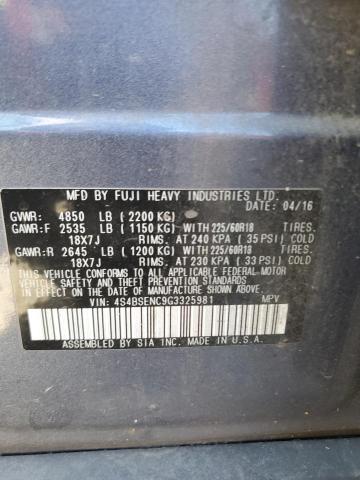 MFD BY FUJI HEAVY INDUSTRIES LTD.
DATE: 04/16
GVWR: 4850 LB (2200 KG)
GAWR:F 2535 LB (1150 KG) WITH 225/60R18 TIRES.
18X7J RIMS. AT 240 KPA (35 PSI) COLD
GAWR:R 2645 LB (1200 KG) WITH 225/60R18 TIRES.
18X7J RIMS. AT 230 KPA (33 PSI) COLD
THIS VEHICLE CONFORMS TO ALL APPLICABLE FEDERAL MOTOR
VEHICLE SAFETY STANDARDS IN EFFECT ON THE DATE OF
MANUFACTURE SHOWN ABOVE.
VIN: 4S4BSENC9G3325981 MPV
ASSEMBLED BY SIA INC. MADE IN U.S.A.